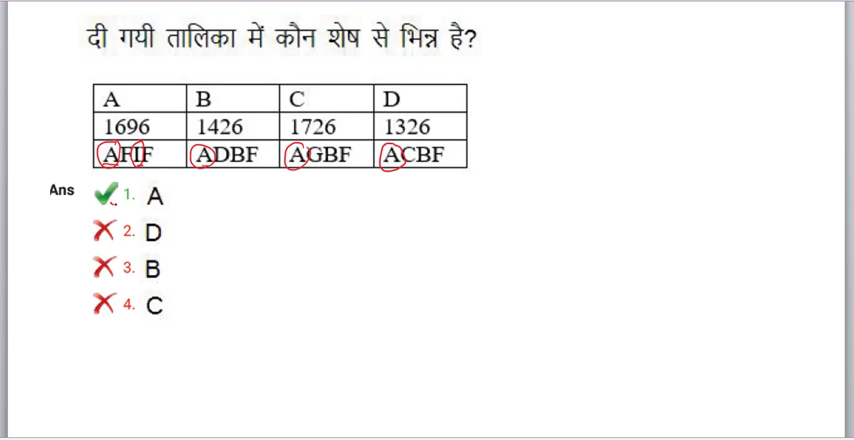 दी गयी तालिका में कौन शेष से भिन्न है?
A B C D
1696 1426 1726 1326
AFIF ADBF AGBF ACBF
Ans 1. A
2. D
3. B
4. C